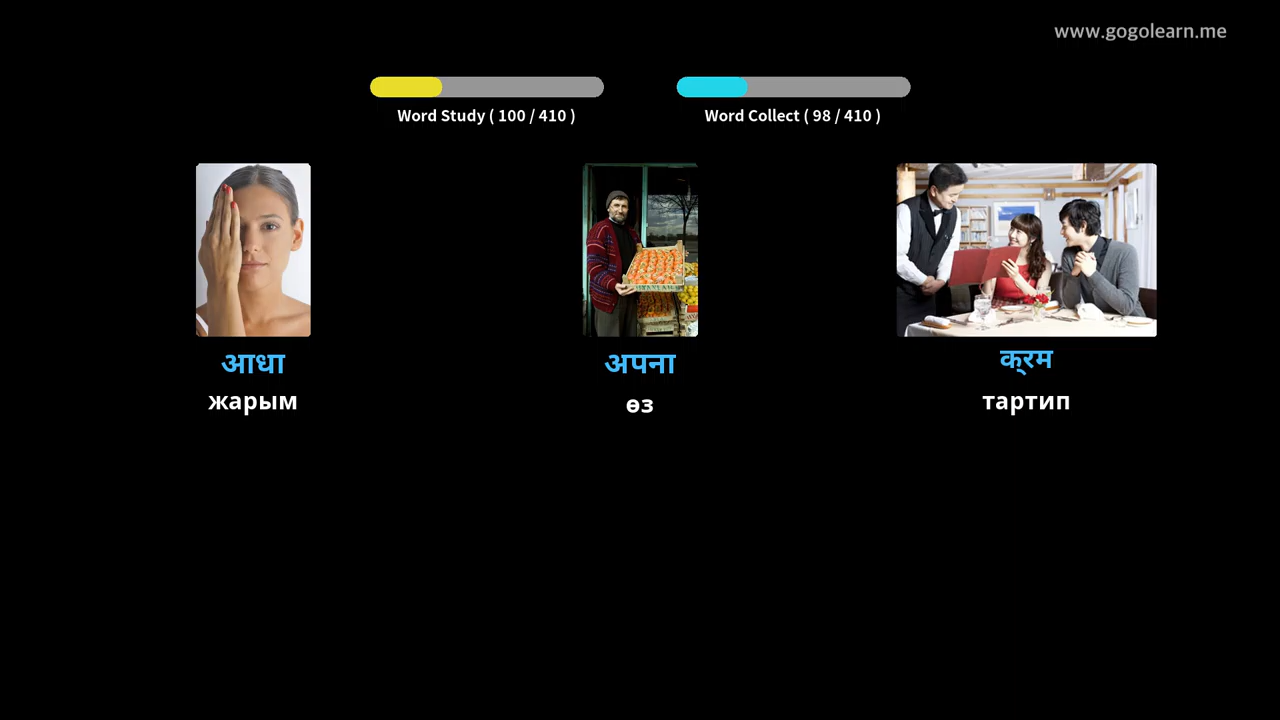 www.gogolearn.me
Word Study ( 100 / 410 )
Word Collect ( 98 / 410 )
आधा
жарым
अपना
өз
क्रम
тартип